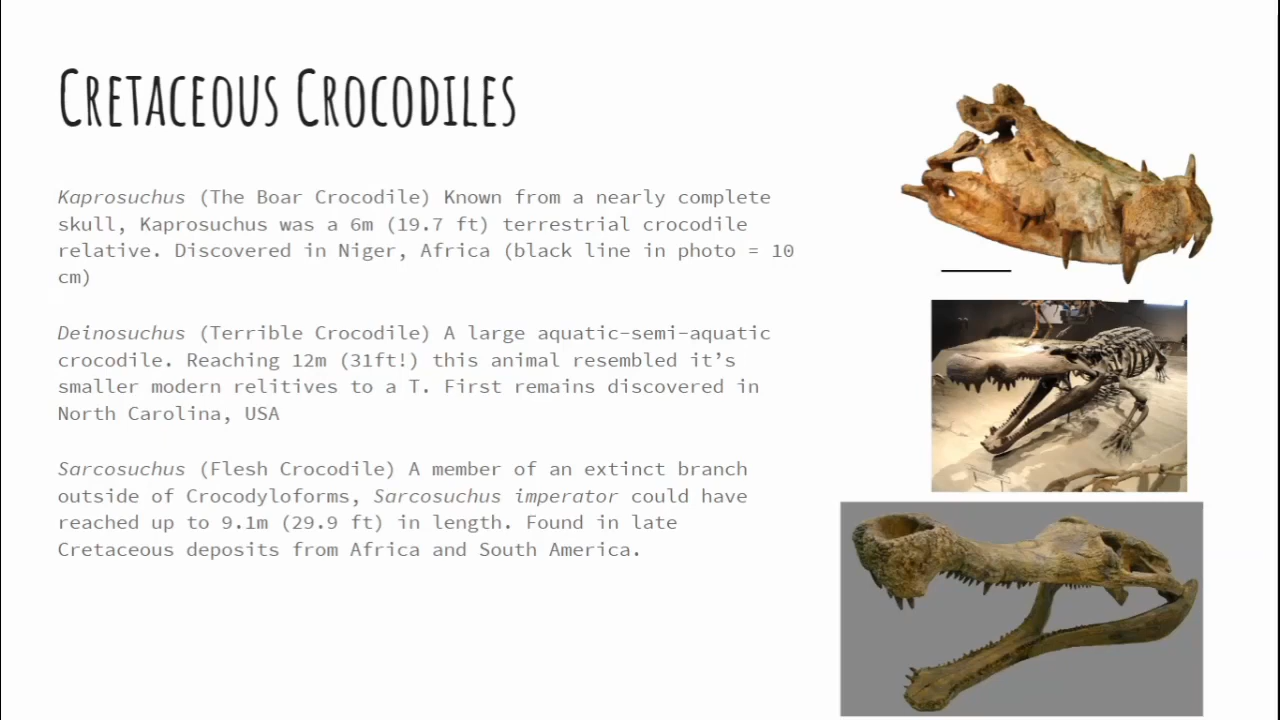 Cretaceous Crocodiles
Kaprosuchus (The Boar Crocodile) Known from a nearly complete
skull, Kaprosuchus was a 6m (19.7 ft) terrestrial crocodile
relative. Discovered in Niger, Africa (black line in photo = 10
cm)
Deinosuchus (Terrible Crocodile) A large aquatic-semi-aquatic
crocodile. Reaching 12m (31ft!) this animal resembled it’s
smaller modern relitives to a T. First remains discovered in
North Carolina, USA
Sarcosuchus (Flesh Crocodile) A member of an extinct branch
outside of Crocodyloforms, Sarcosuchus imperator could have
reached up to 9.1m (29.9 ft) in length. Found in late
Cretaceous deposits from Africa and South America.